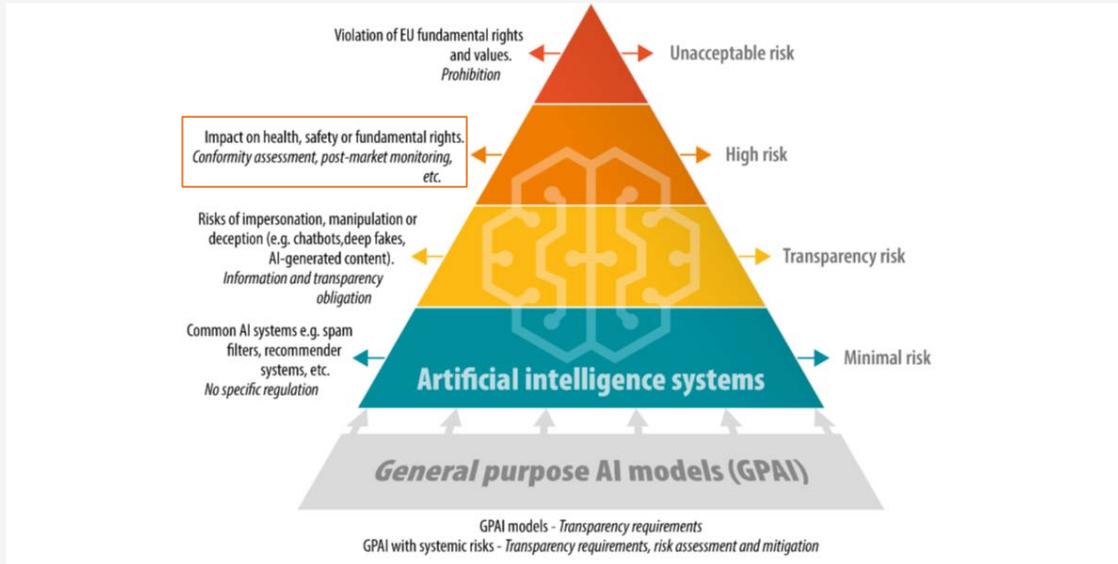 Violation of EU fundamental rights
and values.
Prohibition
Unacceptable risk
Impact on health, safety or fundamental rights.
Conformity assessment, post-market monitoring,
etc.
High risk
Risks of impersonation, manipulation or
deception (e.g. chatbots,deep fakes,
AI-generated content).
Information and transparency
obligation
Transparency risk
Common AI systems e.g. spam
filters, recommender
systems, etc.
No specific regulation
Minimal risk
Artificial intelligence systems
General purpose AI models (GPAI)
GPAI models - Transparency requirements
GPAI with systemic risks - Transparency requirements, risk assessment and mitigation